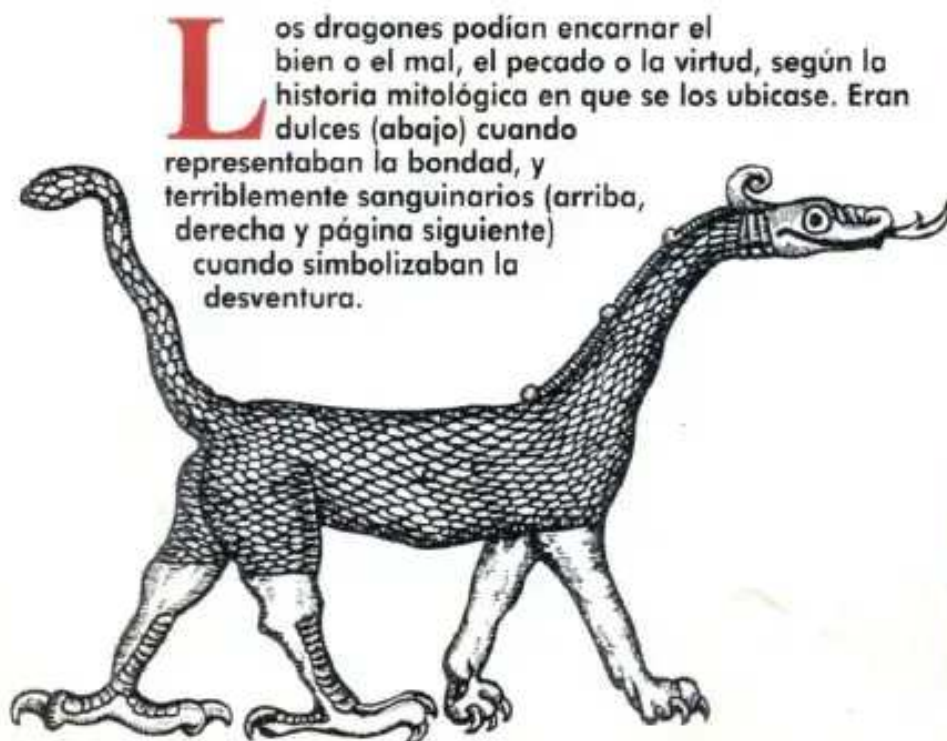 Los dragones podían encarnar el
bien o el mal, el pecado o la virtud, según la
historia mitológica en que se los ubicase. Eran
dulces (abajo) cuando
representaban la bondad, y
terriblemente sanguinarios (arriba,
derecha y página siguiente)
cuando simbolizaban la
desventura.